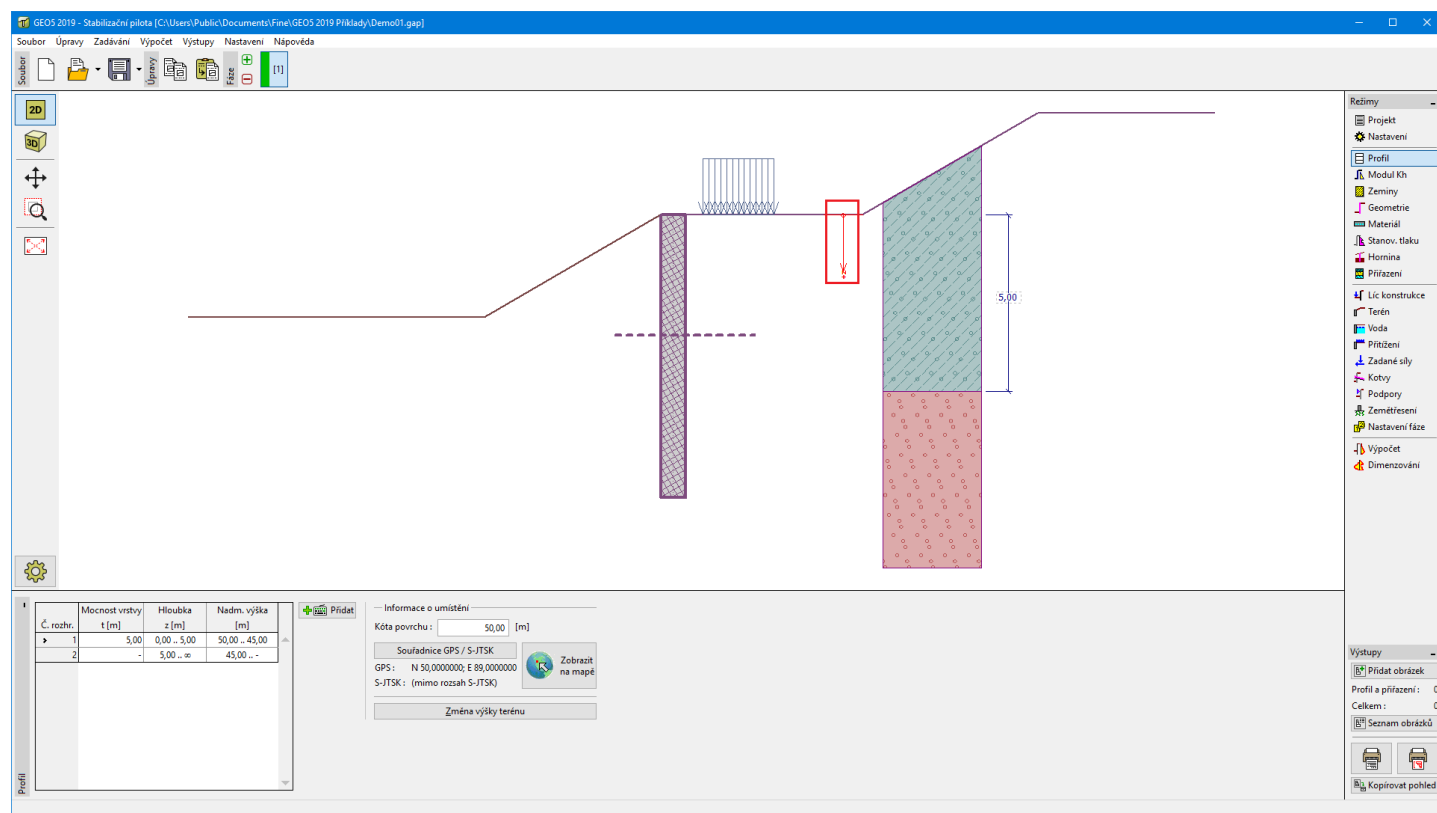 GEO5 2019 - Stabilizační pilota [C:\Users\Public\Documents\Fine\GEO5 2019 Příklady\Demo01.gap]
Soubor Úpravy Zadávání Výpočet Výstupy Nastavení Nápověda
Soubor
Úpravy
Fáze
[1]
2D
3D
5,00
+z
Režimy
Projekt
Nastavení
Profil
Modul Kh
Zeminy
Geometrie
Materiál
Stanov. tlaku
Hornina
Přiřazení
Líc konstrukce
Terén
Voda
Přitížení
Zadané síly
Kotvy
Podpory
Zemětřesení
Nastavení fáze
Výpočet
Dimenzování
Profil
Č. rozhr. Mocnost vrstvy t [m] Hloubka z [m] Nadm. výška [m]
1 5,00 0,00 .. 5,00 50,00 .. 45,00
2 - 5,00 .. ∞ 45,00 .. -
Přidat
Informace o umístění
Kóta povrchu : 50,00 [m]
Souřadnice GPS / S-JTSK
GPS : N 50,0000000; E 89,0000000
S-JTSK : (mimo rozsah S-JTSK)
Zobrazit
na mapě
Změna výšky terénu
Výstupy
Přidat obrázek
Profil a přiřazení : 0
Celkem : 0
Seznam obrázků
Kopírovat pohled